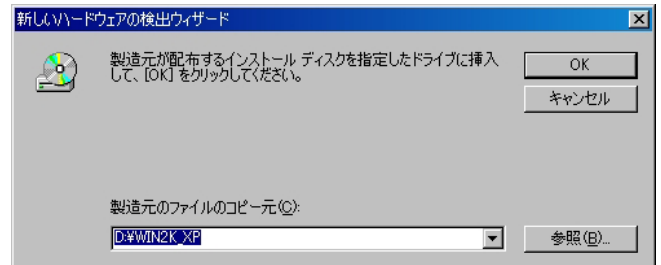 新しいハードウェアの検出ウィザード
製造元が配布するインストール ディスクを指定したドライブに挿入
して、[OK] をクリックしてください。
OK
キャンセル
製造元のファイルのコピー元(C):
D:¥WIN2K_XP
参照(B)...